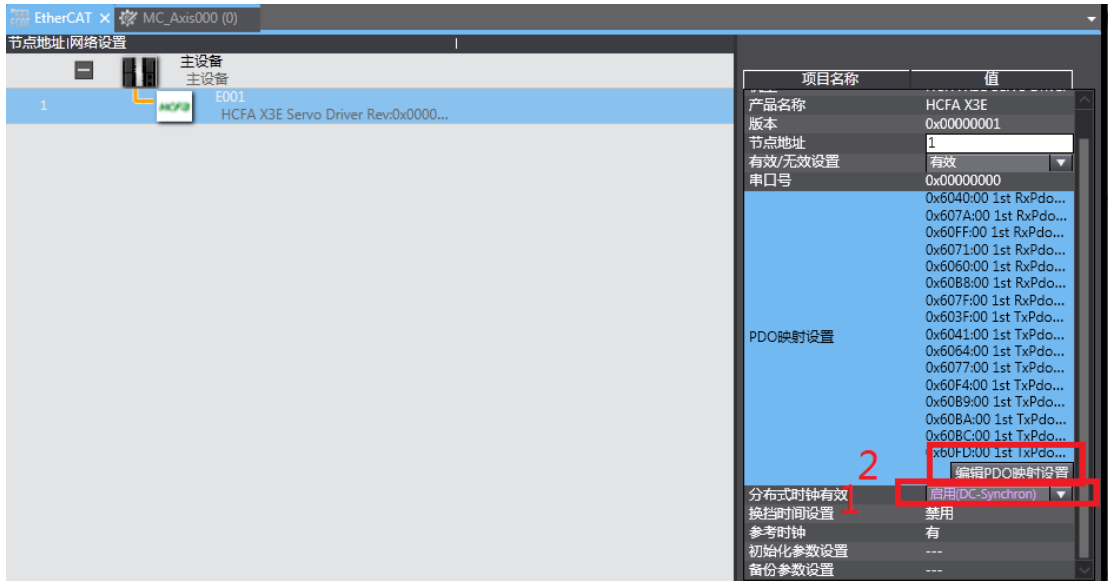 EtherCAT
MC_Axis000 (0)
节点地址|网络设置
主设备
主设备
1
HCFA
E001
HCFA X3E Servo Driver Rev:0x0000...
项目名称 值
产品名称 HCFA X3E
版本 0x00000001
节点地址 1
有效/无效设置 有效
串口号 0x00000000
PDO映射设置
0x6040:00 1st RxPdo...
0x607A:00 1st RxPdo...
0x60FF:00 1st RxPdo...
0x6071:00 1st RxPdo...
0x6060:00 1st RxPdo...
0x60B8:00 1st RxPdo...
0x607F:00 1st RxPdo...
0x603F:00 1st TxPdo...
0x6041:00 1st TxPdo...
0x6064:00 1st TxPdo...
0x6077:00 1st TxPdo...
0x60F4:00 1st TxPdo...
0x60B9:00 1st TxPdo...
0x60BA:00 1st TxPdo...
0x60BC:00 1st TxPdo...
0x60FD:00 1st TxPdo...
2
编辑PDO映射设置
分布式时钟有效 启用(DC-Synchron)
1
换挡时间设置 禁用
参考时钟 有
初始化参数设置 ---
备份参数设置 ---